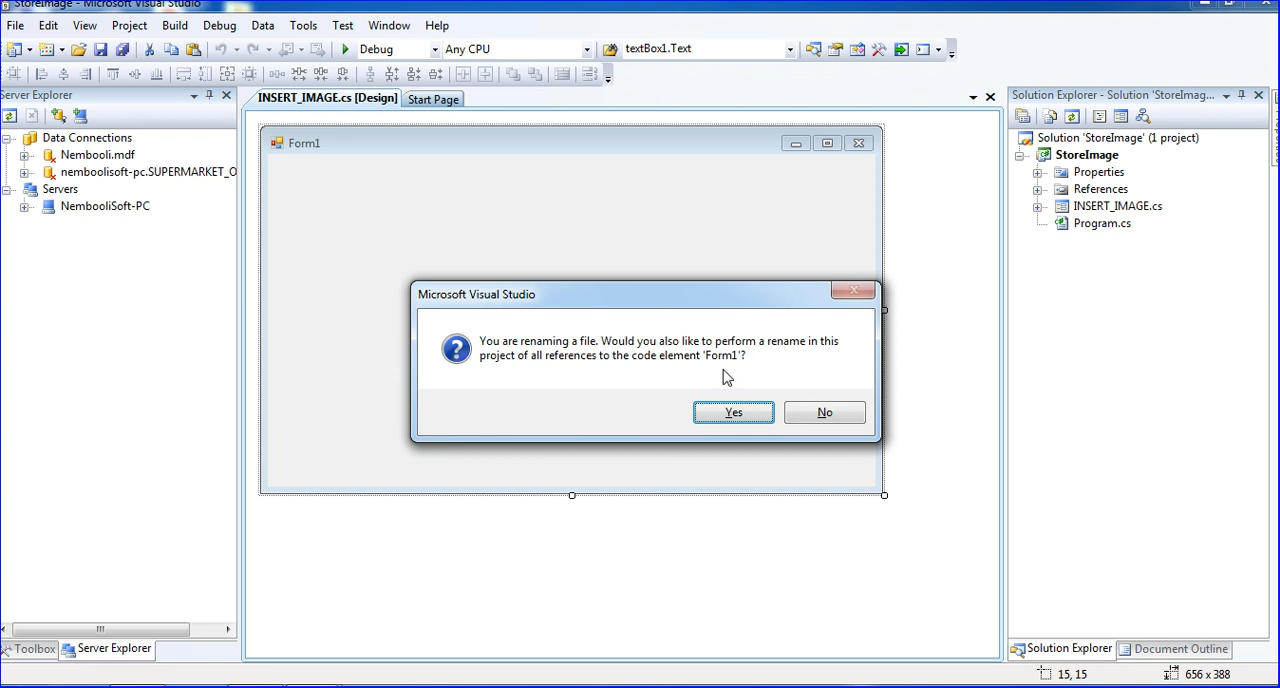 StoreImage - Microsoft Visual Studio
File Edit View Project Build Debug Data Tools Test Window Help
Debug Any CPU textBox1.Text
Server Explorer
Data Connections
Nembooli.mdf
nemboolisoft-pc.SUPERMARKET_O
Servers
NembooliSoft-PC
Toolbox Server Explorer
INSERT_IMAGE.cs [Design] Start Page
Form1
Microsoft Visual Studio
You are renaming a file. Would you also like to perform a rename in this
project of all references to the code element 'Form1'?
Yes No
Solution Explorer - Solution 'StoreImag...
Solution 'StoreImage' (1 project)
StoreImage
Properties
References
INSERT_IMAGE.cs
Program.cs
Solution Explorer Document Outline
15, 15 656 x 388